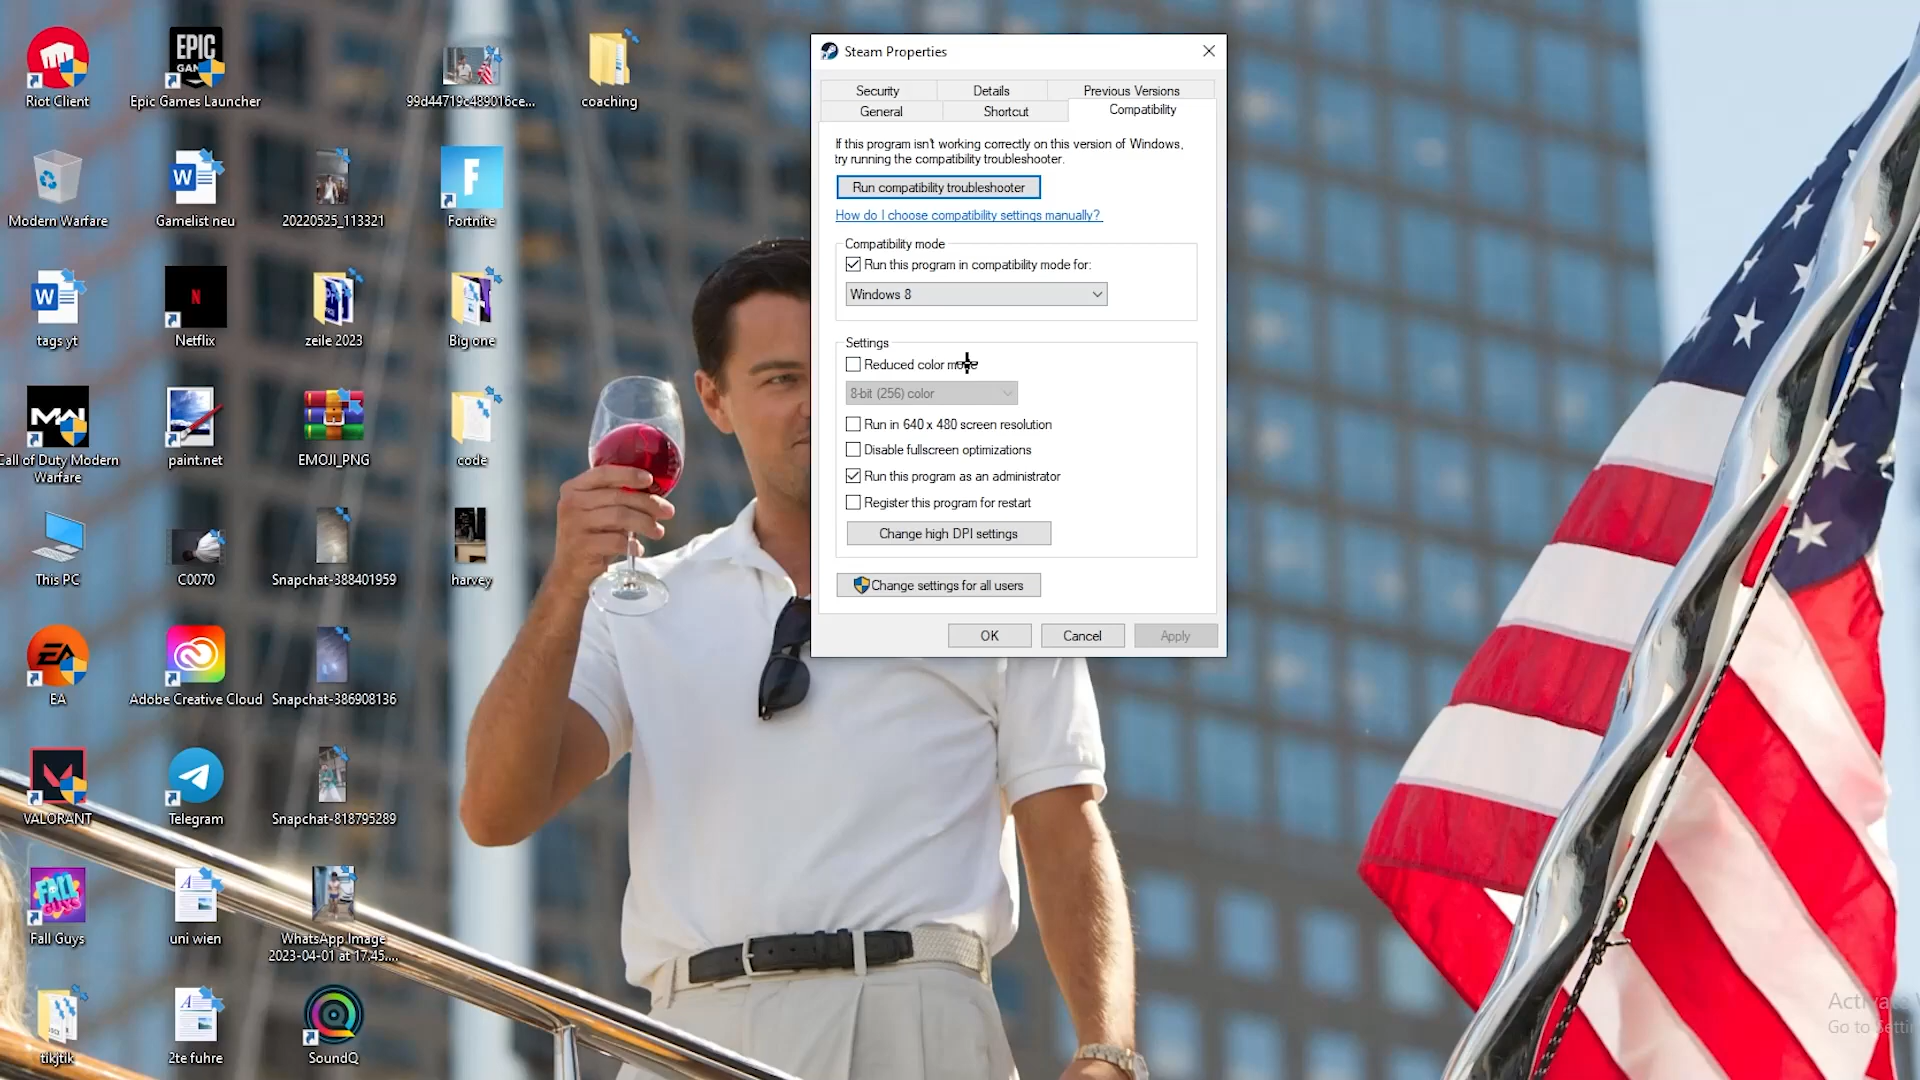 Riot Client
EPIC
Epic Games Launcher
99d44719c489016ce...
coaching
Modern Warfare
Gamelist neu
20220525_113321
Fortnite
tags yt
Netflix
zeile 2023
Big one
Call of Duty Modern
Warfare
paint.net
EMOJI_PNG
code
This PC
C0070
Snapchat-388401959
harvey
EA
Adobe Creative Cloud
Snapchat-386908136
VALORANT
Telegram
Snapchat-818795289
Fall Guys
uni wien
WhatsApp Image
2023-04-01 at 17.45....
tikjtik
2te fuhre
SoundQ
Steam Properties
Security
Details
Previous Versions
General
Shortcut
Compatibility
If this program isn't working correctly on this version of Windows,
try running the compatibility troubleshooter.
Run compatibility troubleshooter
How do I choose compatibility settings manually?
Compatibility mode
Run this program in compatibility mode for:
Windows 8
Settings
Reduced color mode
8-bit (256) color
Run in 640 x 480 screen resolution
Disable fullscreen optimizations
Run this program as an administrator
Register this program for restart
Change high DPI settings
Change settings for all users
OK
Cancel
Apply
Activate
Go to